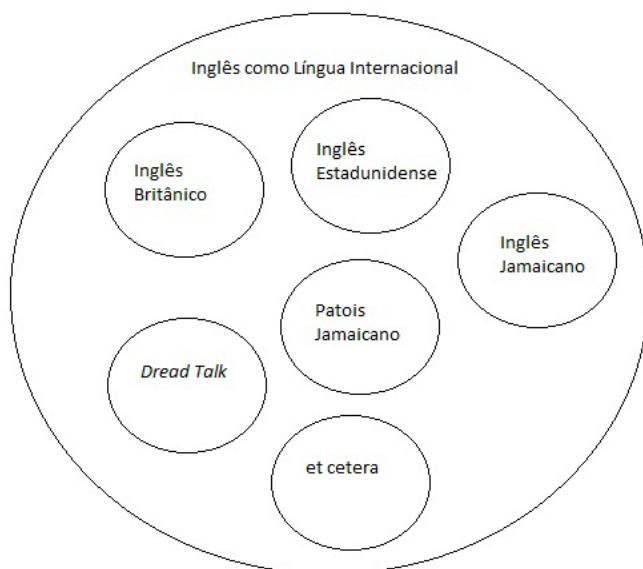 Inglês como Língua Internacional
Inglês
Britânico
Inglês
Estadunidense
Inglês
Jamaicano
Patois
Jamaicano
Dread Talk
et cetera